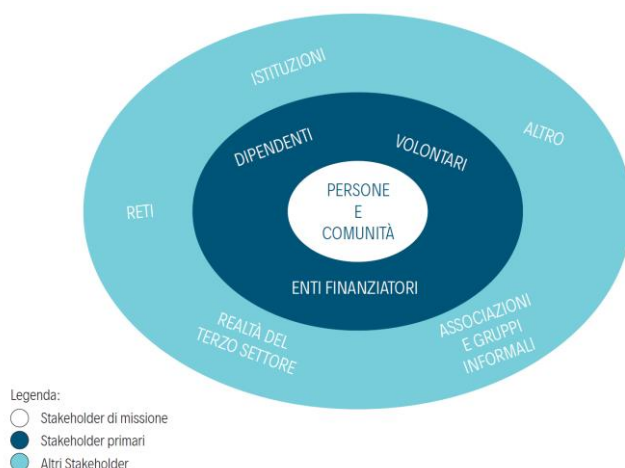 ISTITUZIONI
ALTRO
DIPENDENTI
VOLONTARI
PERSONE
E
COMUNITÀ
RETI
ENTI FINANZIATORI
REALTÀ DEL
TERZO SETTORE
ASSOCIAZIONI
E GRUPPI
INFORMALI
Legenda:
Stakeholder di missione
Stakeholder primari
Altri Stakeholder